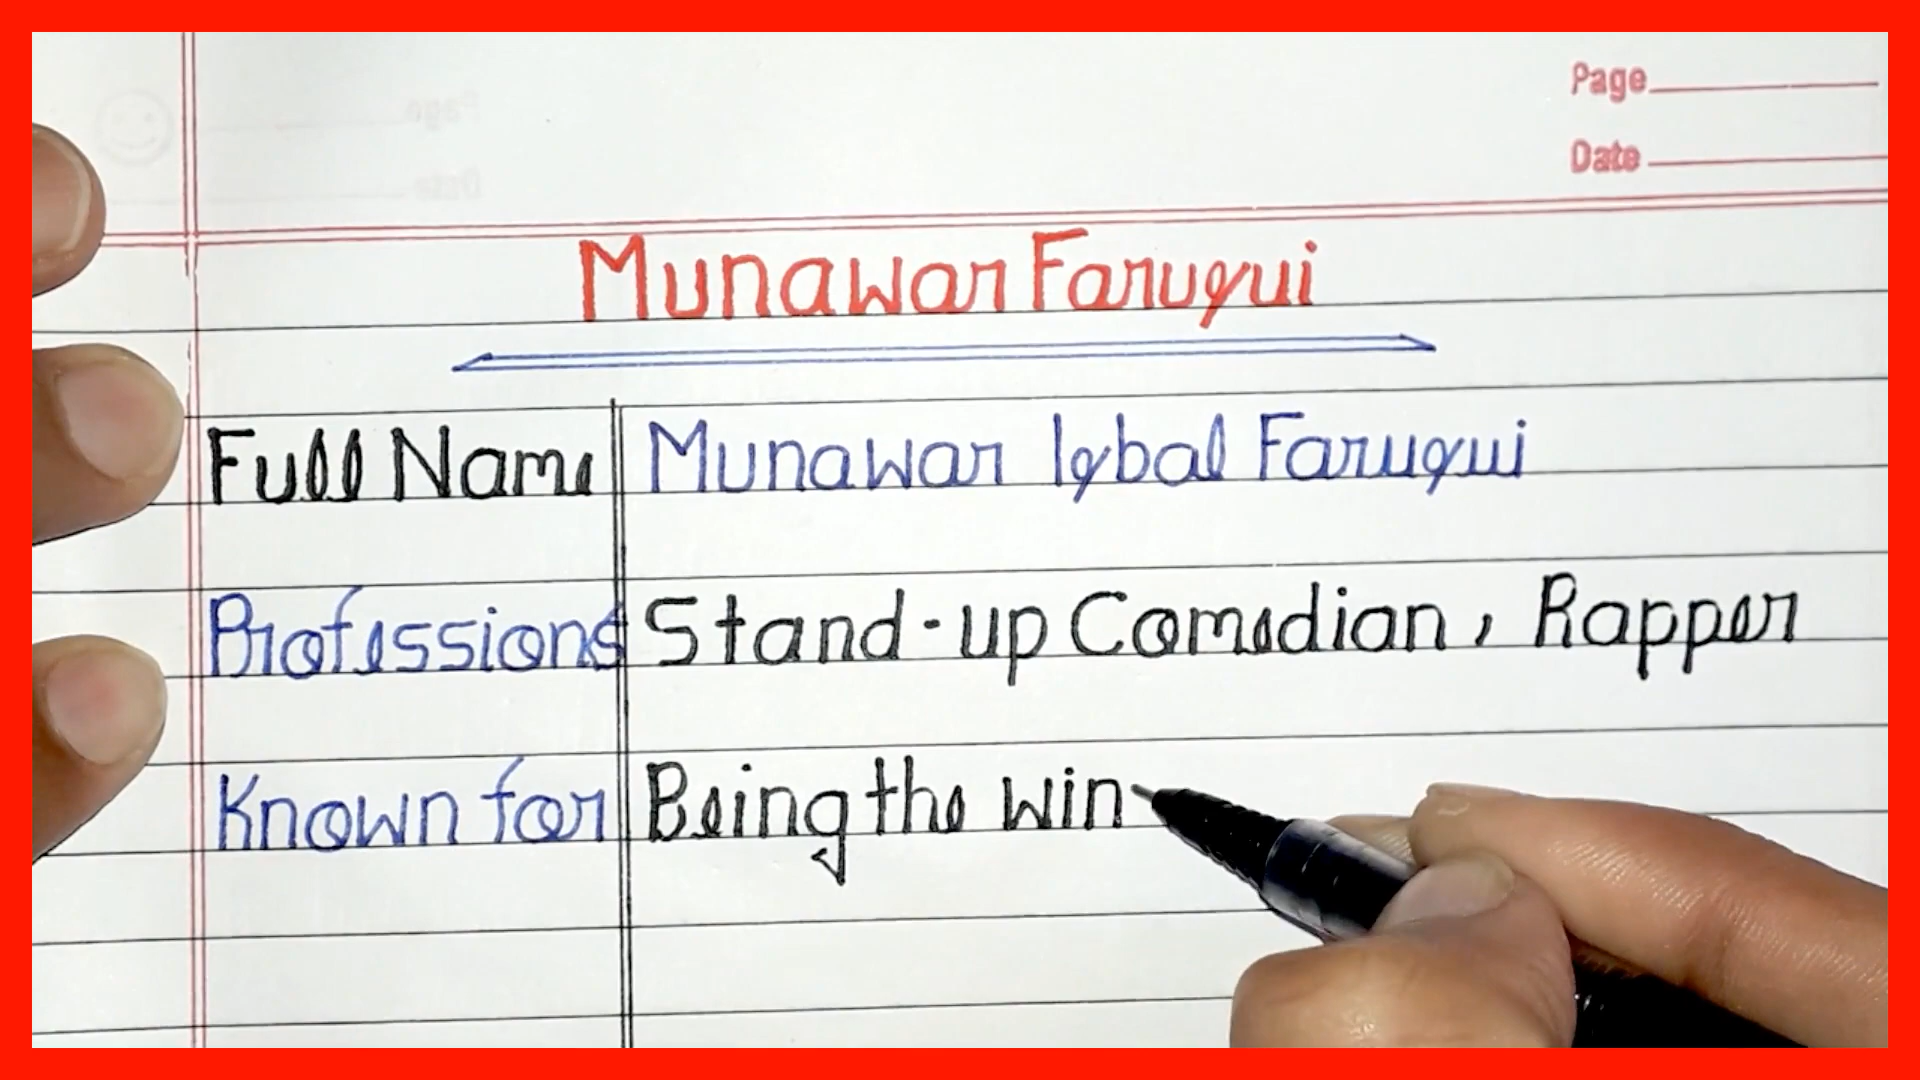 Page
Date
Munawar Faruqui
Full Name Munawar Iqbal Faruqui
Professions Stand-up Comedian, Rapper
Known for Being the win